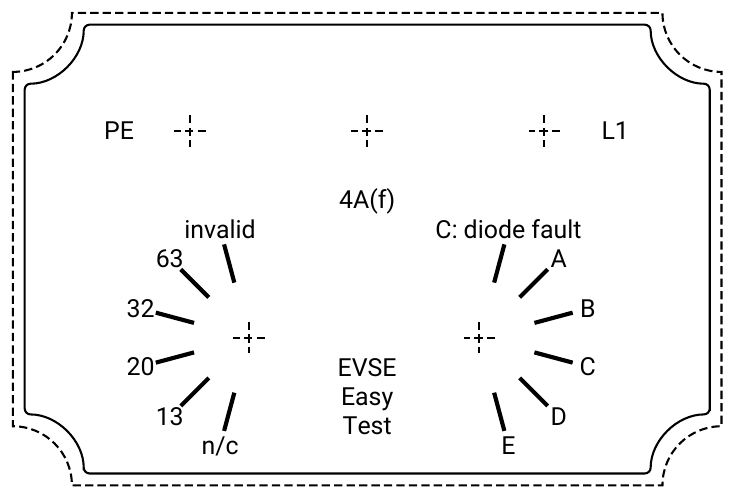 PE
L1
4A(f)
invalid
C: diode fault
63
A
32
B
20
C
13
D
n/c
E
EVSE
Easy
Test